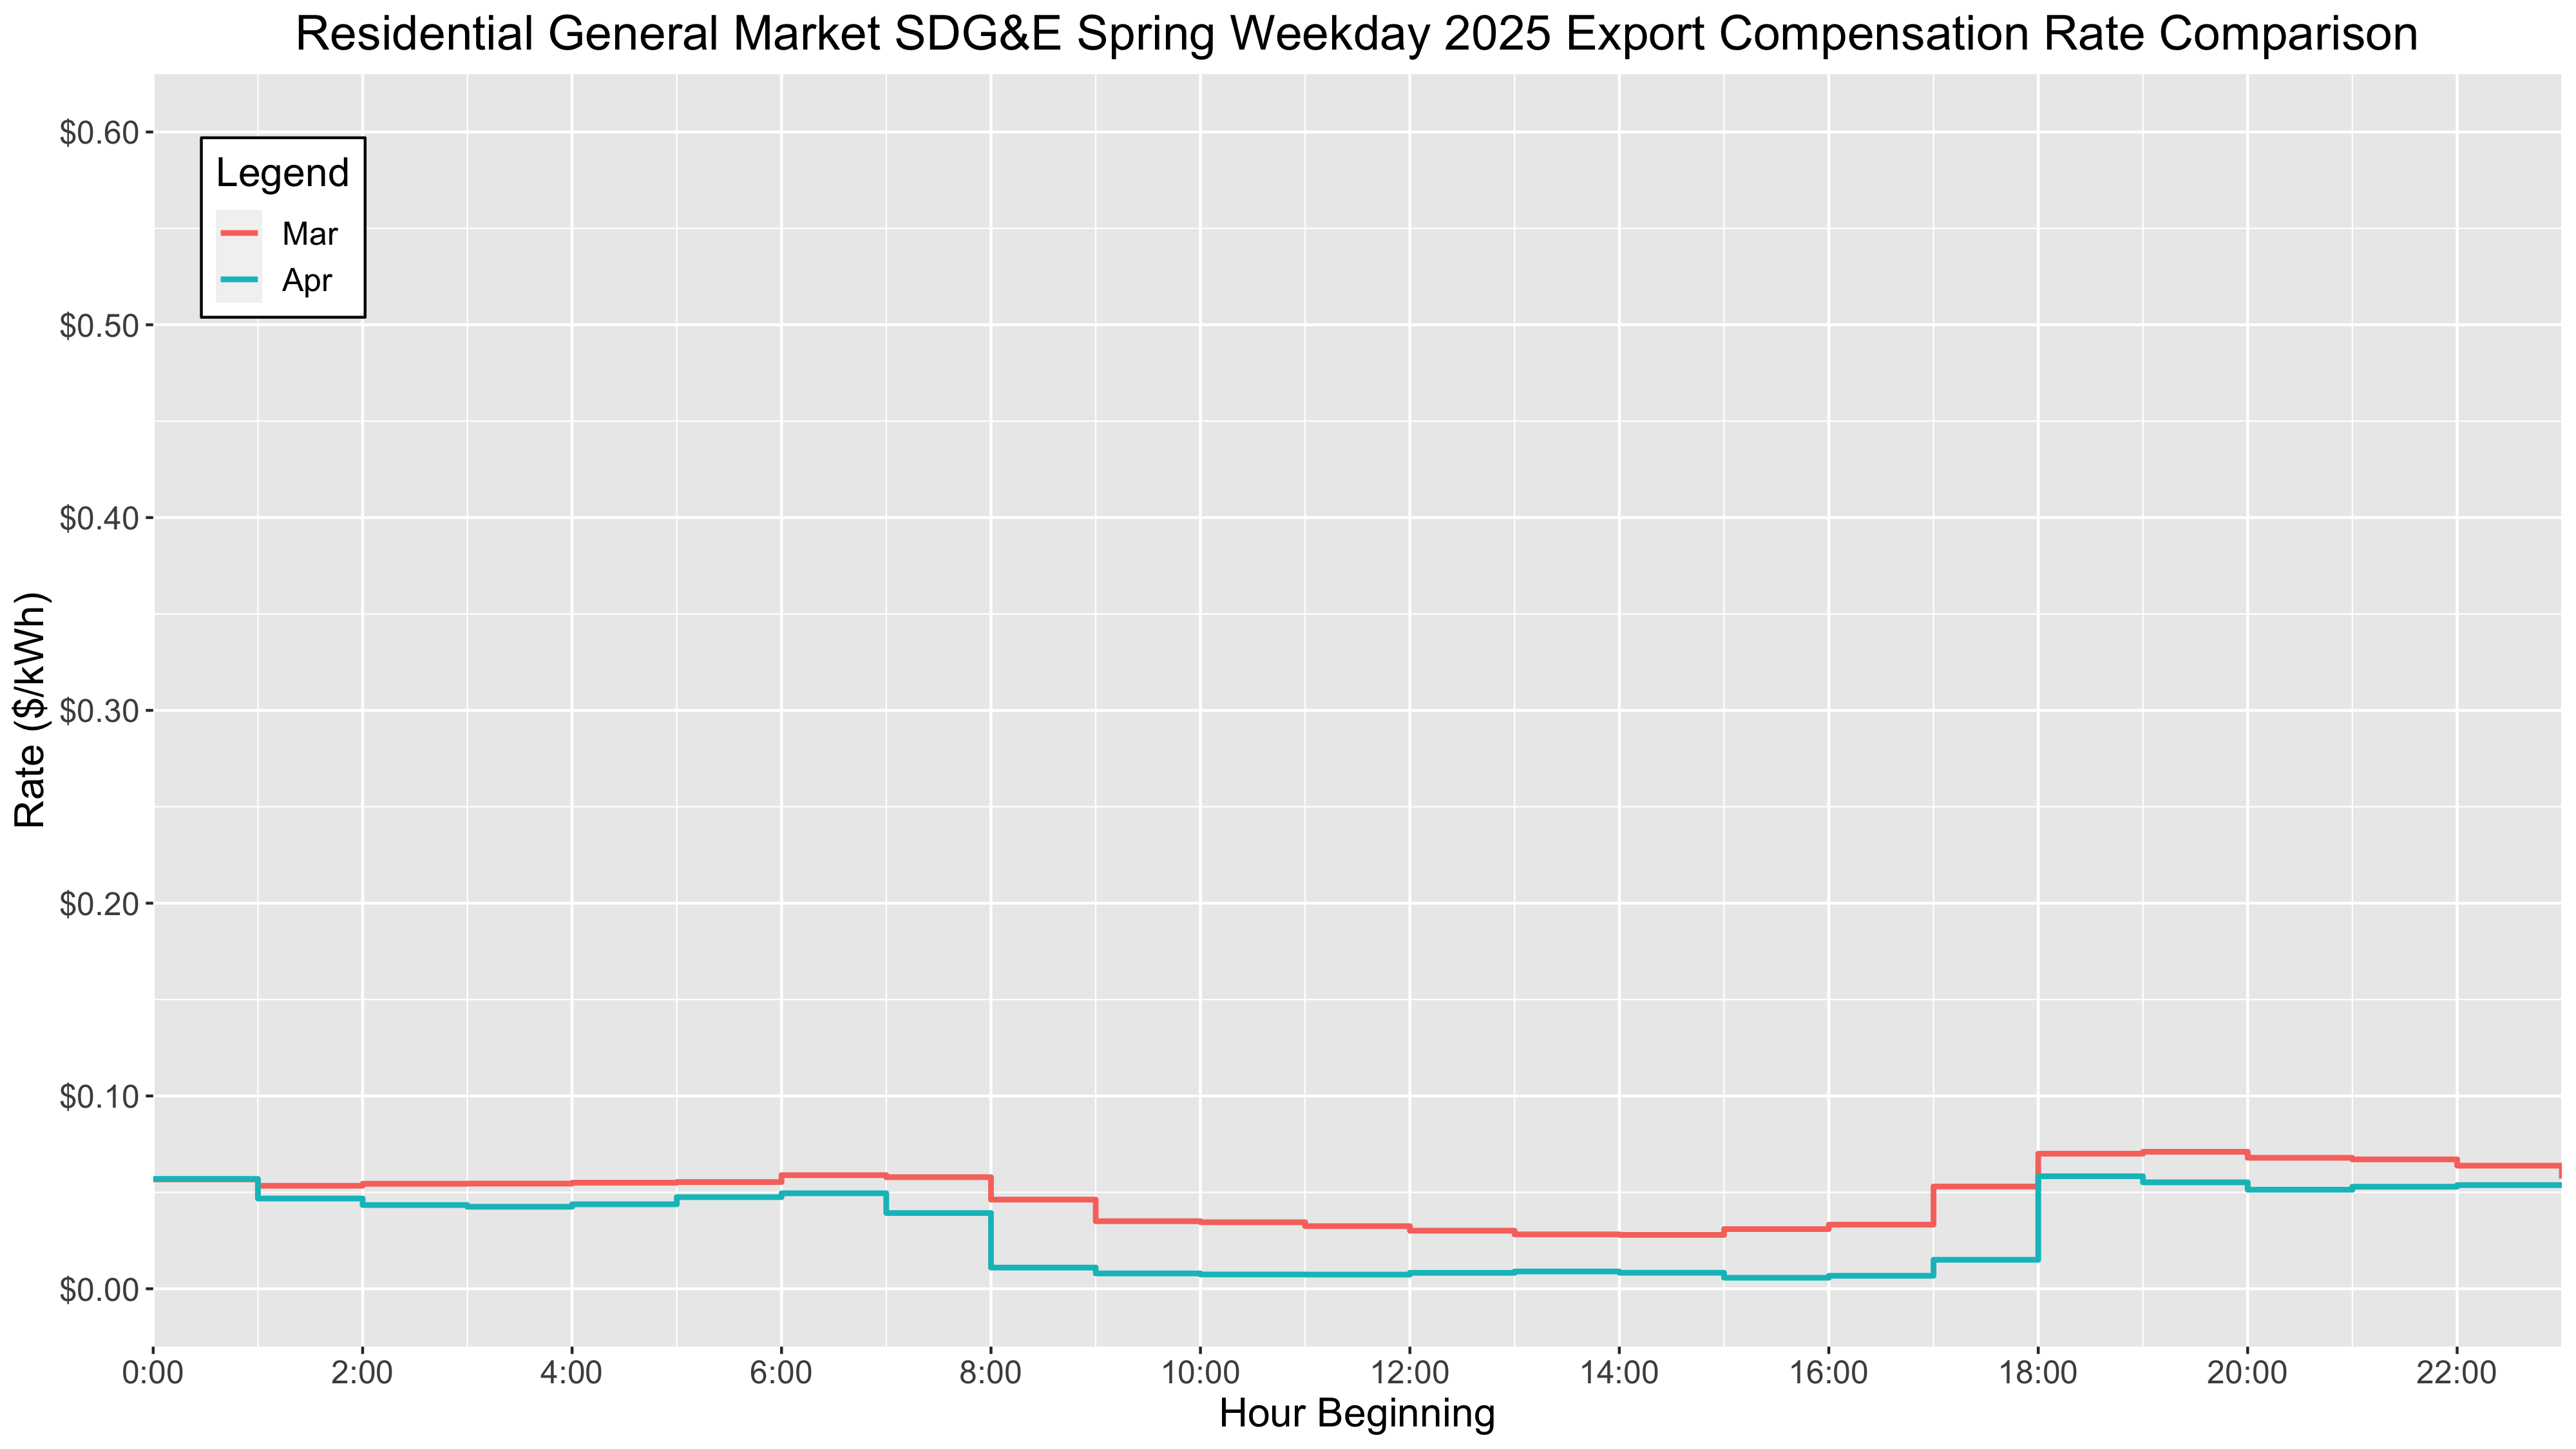 Residential General Market SDG&E Spring Weekday 2025 Export Compensation Rate Comparison
Legend
Mar
Apr
Rate ($/kWh)
$0.60
$0.50
$0.40
$0.30
$0.20
$0.10
$0.00
0:00 2:00 4:00 6:00 8:00 10:00 12:00 14:00 16:00 18:00 20:00 22:00
Hour Beginning